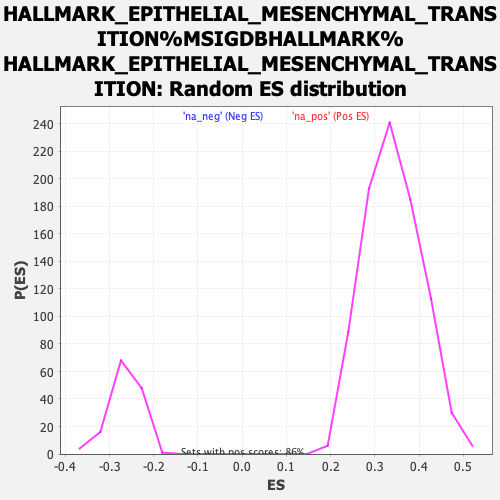 HALLMARK_EPITHELIAL_MESENCHYMAL_TRANS
ITION%MSIGDBHALLMARK%
HALLMARK_EPITHELIAL_MESENCHYMAL_TRANS
ITION: Random ES distribution
'na_neg' (Neg ES) 'na_pos' (Pos ES)
240
220
200
180
160
140
120
100
80
60
40
20
0
P(ES)
Sets with pos scores: 86%
-0.4 -0.3 -0.2 -0.1 0.0 0.1 0.2 0.3 0.4 0.5
ES